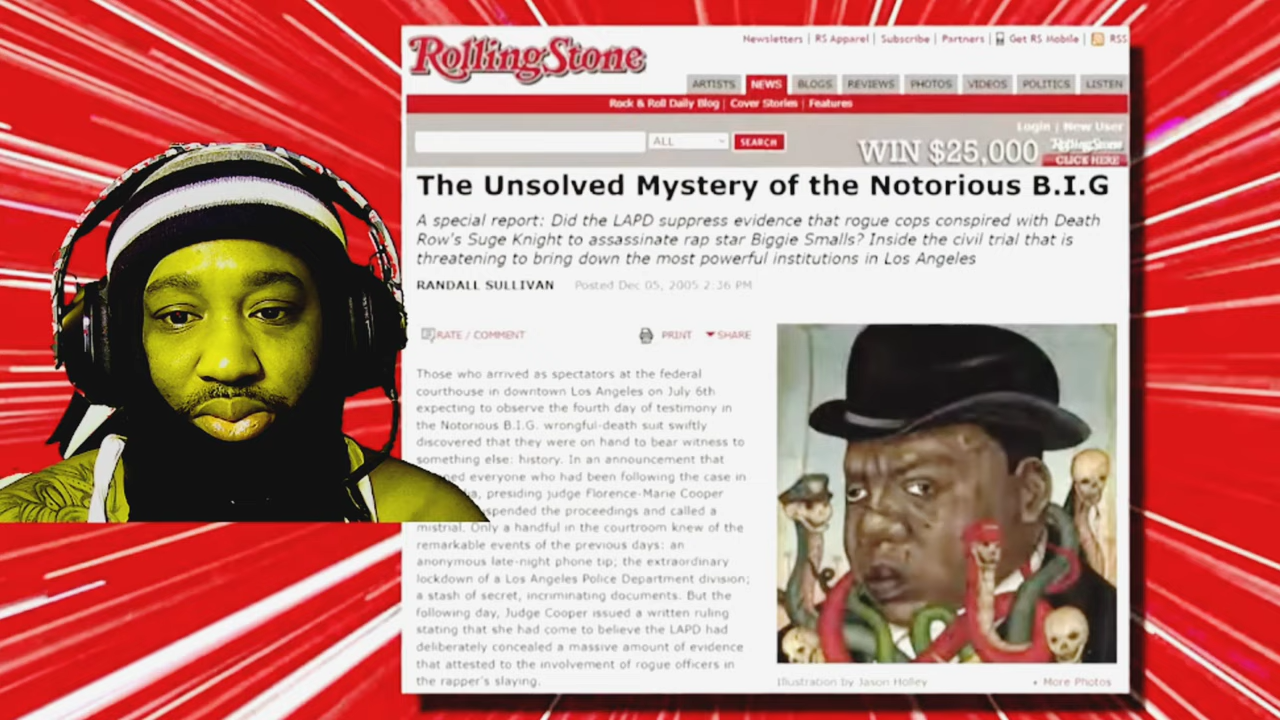 RollingStone
Newsletters | RS Apparel | Subscribe | Partners | Get RS Mobile | RSS
ARTISTS NEWS BLOGS REVIEWS PHOTOS VIDEOS POLITICS LISTEN
Rock & Roll Daily Blog | Cover Stories | Features
Login | New User
ALL SEARCH WIN $25,000 RollingStone
CLICK HERE
The Unsolved Mystery of the Notorious B.I.G
A special report: Did the LAPD suppress evidence that rogue cops conspired with Death
Row's Suge Knight to assassinate rap star Biggie Smalls? Inside the civil trial that is
threatening to bring down the most powerful institutions in Los Angeles
RANDALL SULLIVAN Posted Dec 05, 2005 2:36 PM
RATE / COMMENT PRINT SHARE
Those who arrived as spectators at the federal
courthouse in downtown Los Angeles on July 6th
expecting to observe the fourth day of testimony in
the Notorious B.I.G. wrongful-death suit swiftly
discovered that they were on hand to bear witness to
something else: history. In an announcement that
everyone who had been following the case in
presiding judge Florence-Marie Cooper
proceedings and called a
mistrial. Only a handful in the courtroom knew of the
remarkable events of the previous days: an
anonymous late-night phone tip; the extraordinary
lockdown of a Los Angeles Police Department division;
a stash of secret, incriminating documents. But the
following day, Judge Cooper issued a written ruling
stating that she had come to believe the LAPD had
deliberately concealed a massive amount of evidence
that attested to the involvement of rogue officers in
the rapper's slaying.
Illustration by Jason Holley
More Photos